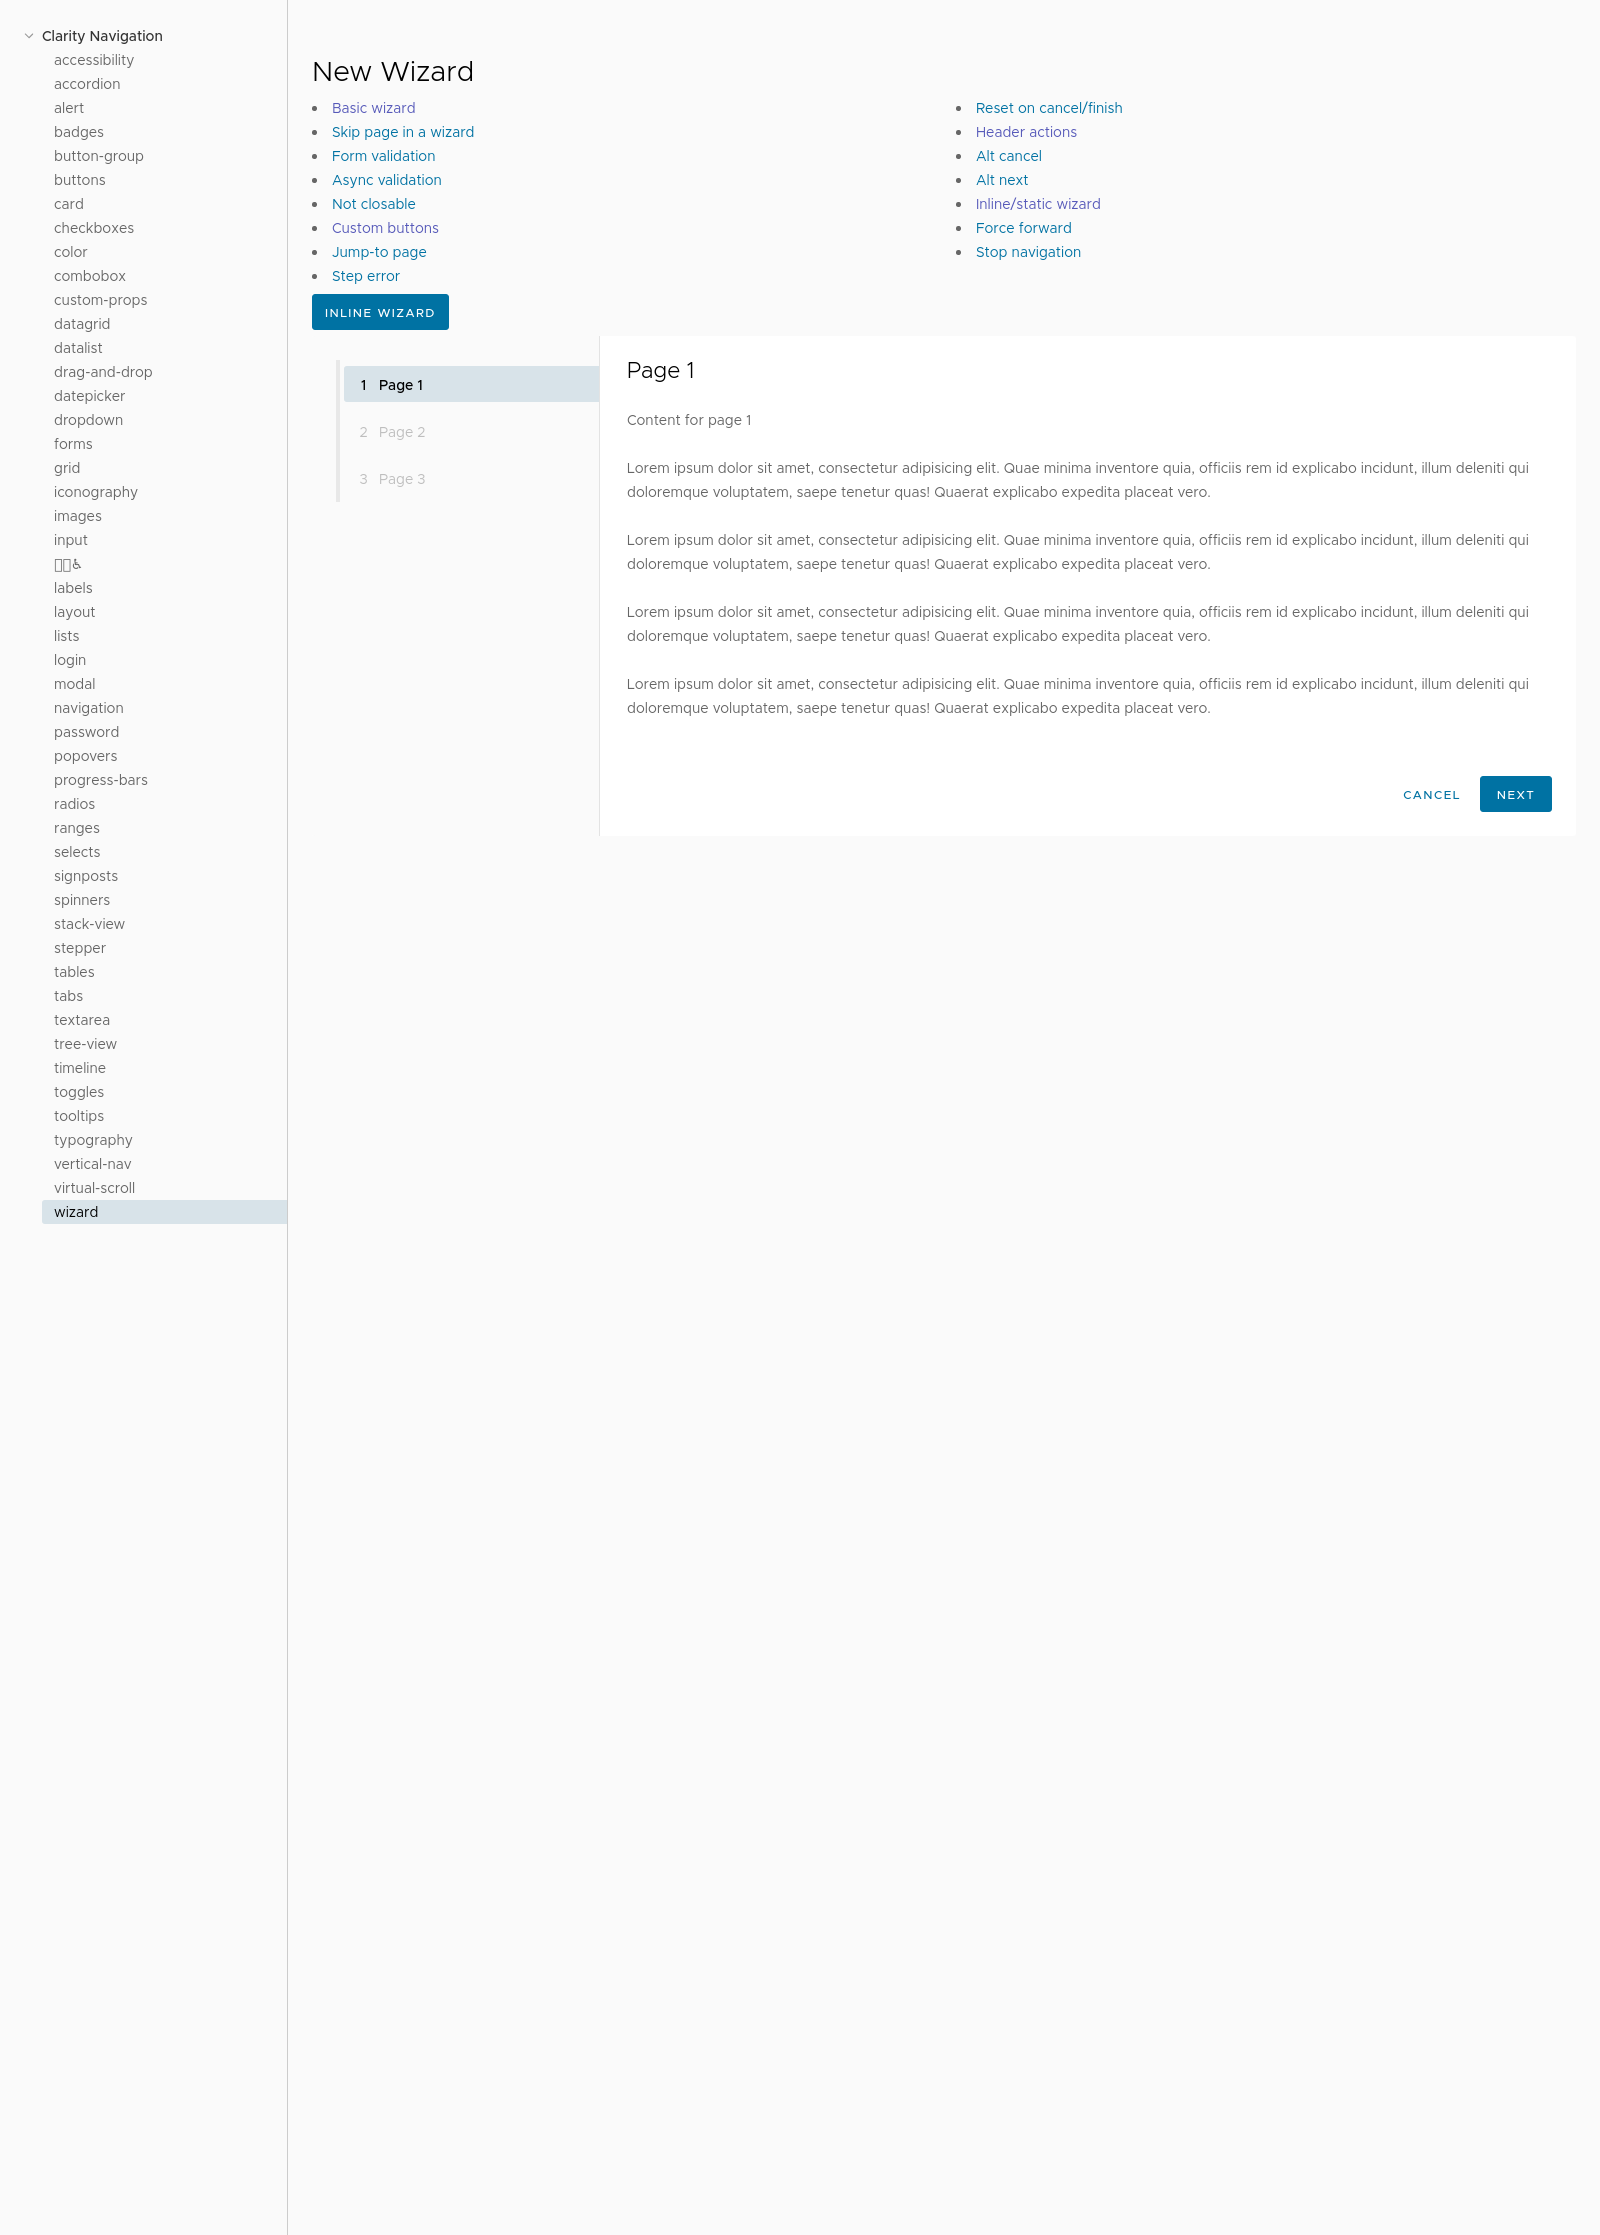 Clarity Navigation
accessibility
accordion
alert
badges
button-group
buttons
card
checkboxes
color
combobox
custom-props
datagrid
datalist
drag-and-drop
datepicker
dropdown
forms
grid
iconography
images
input
♿
labels
layout
lists
login
modal
navigation
password
popovers
progress-bars
radios
ranges
selects
signposts
spinners
stack-view
stepper
tables
tabs
textarea
tree-view
timeline
toggles
tooltips
typography
vertical-nav
virtual-scroll
wizard
New Wizard
Basic wizard
Skip page in a wizard
Form validation
Async validation
Not closable
Custom buttons
Jump-to page
Step error
Reset on cancel/finish
Header actions
Alt cancel
Alt next
Inline/static wizard
Force forward
Stop navigation
INLINE WIZARD
1 Page 1
2 Page 2
3 Page 3
Page 1
Content for page 1
Lorem ipsum dolor sit amet, consectetur adipisicing elit. Quae minima inventore quia, officiis rem id explicabo incidunt, illum deleniti qui
doloremque voluptatem, saepe tenetur quas! Quaerat explicabo expedita placeat vero.
Lorem ipsum dolor sit amet, consectetur adipisicing elit. Quae minima inventore quia, officiis rem id explicabo incidunt, illum deleniti qui
doloremque voluptatem, saepe tenetur quas! Quaerat explicabo expedita placeat vero.
Lorem ipsum dolor sit amet, consectetur adipisicing elit. Quae minima inventore quia, officiis rem id explicabo incidunt, illum deleniti qui
doloremque voluptatem, saepe tenetur quas! Quaerat explicabo expedita placeat vero.
Lorem ipsum dolor sit amet, consectetur adipisicing elit. Quae minima inventore quia, officiis rem id explicabo incidunt, illum deleniti qui
doloremque voluptatem, saepe tenetur quas! Quaerat explicabo expedita placeat vero.
CANCEL
NEXT